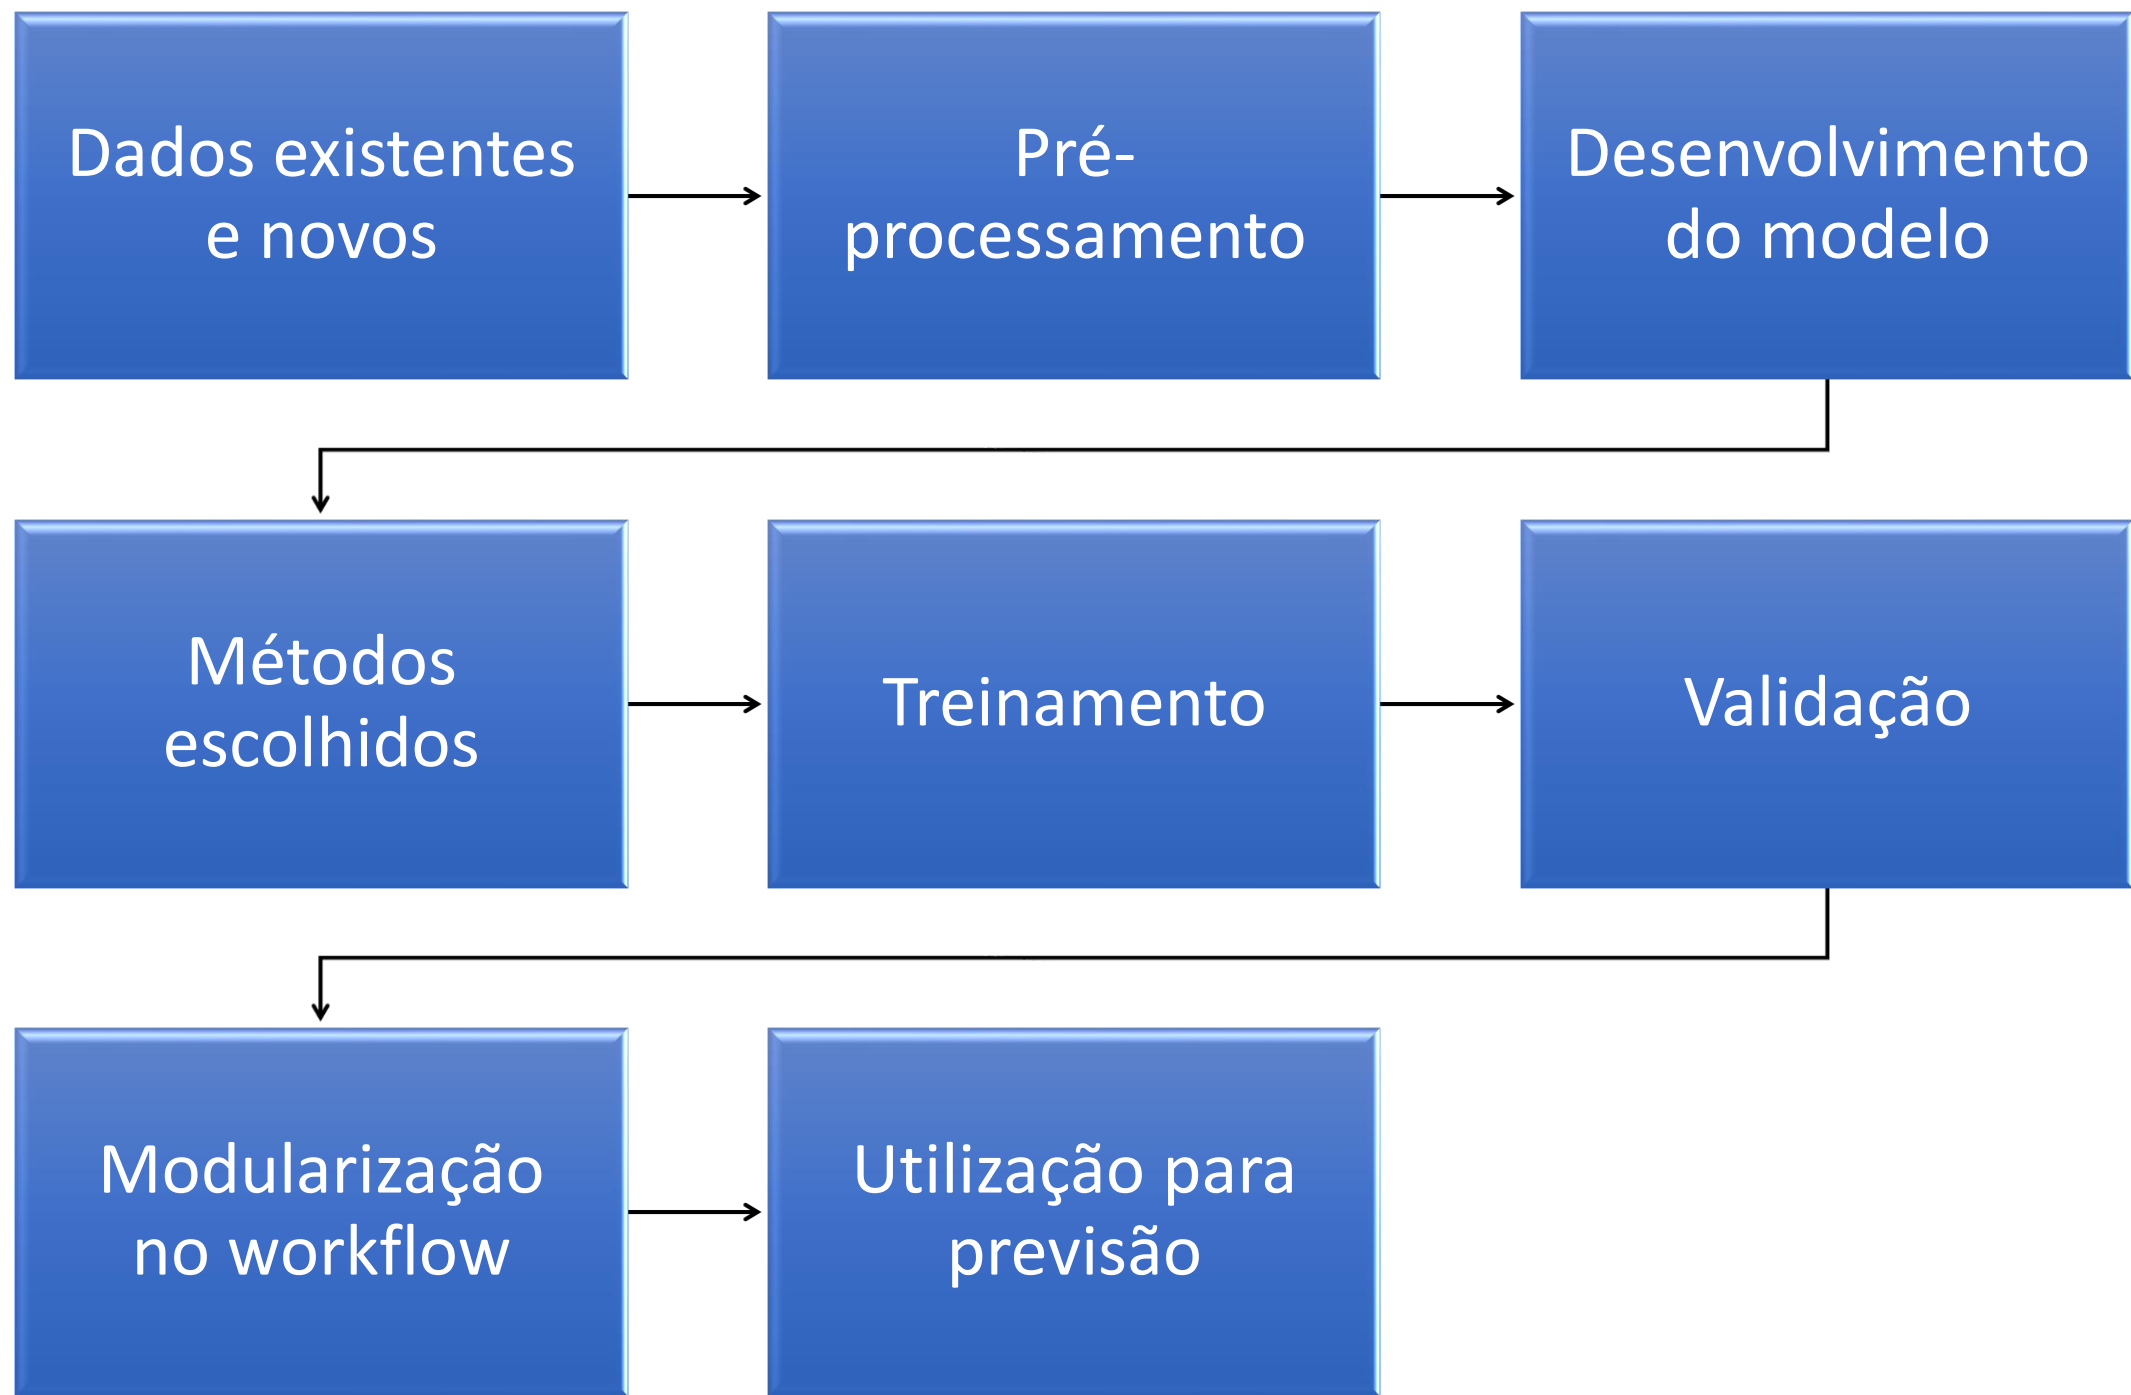 Dados existentes
e novos
Pré-
processamento
Desenvolvimento
do modelo
Métodos
escolhidos
Treinamento
Validação
Modularização
no workflow
Utilização para
previsão